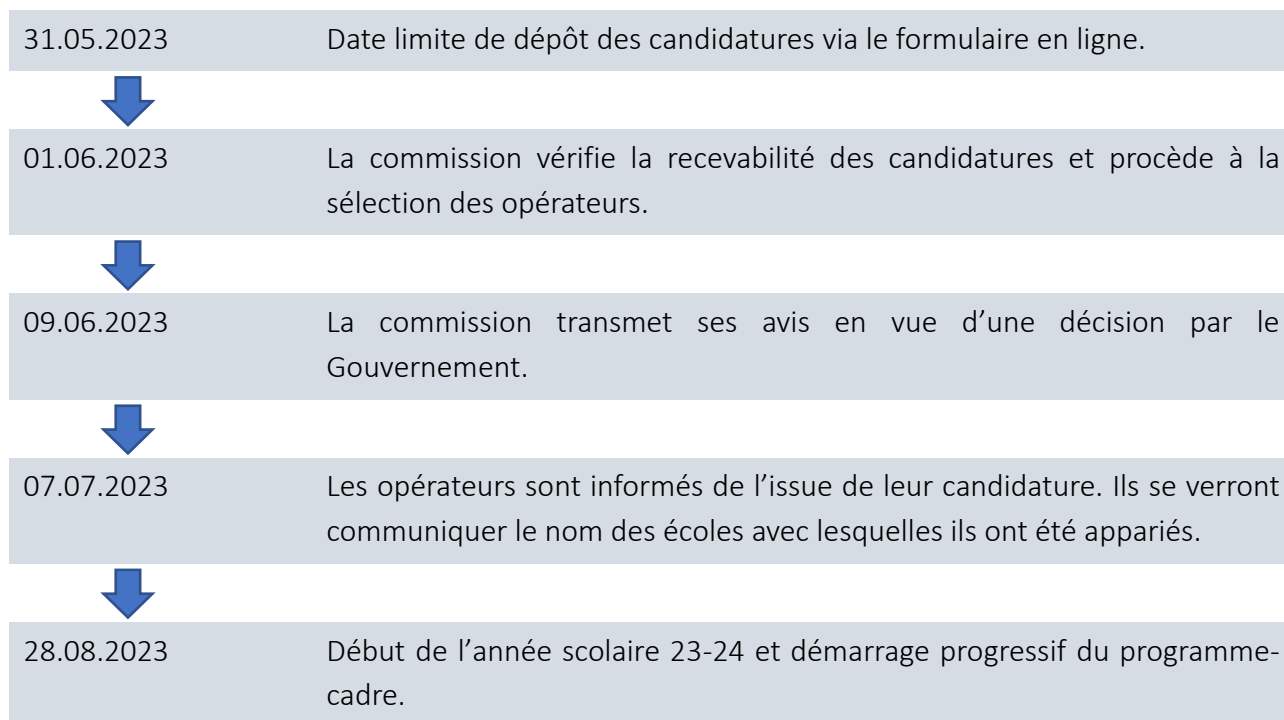 31.05.2023 Date limite de dépôt des candidatures via le formulaire en ligne.
01.06.2023 La commission vérifie la recevabilité des candidatures et procède à la
sélection des opérateurs.
09.06.2023 La commission transmet ses avis en vue d’une décision par le
Gouvernement.
07.07.2023 Les opérateurs sont informés de l’issue de leur candidature. Ils se verront
communiquer le nom des écoles avec lesquelles ils ont été appariés.
28.08.2023 Début de l’année scolaire 23-24 et démarrage progressif du programme-
cadre.